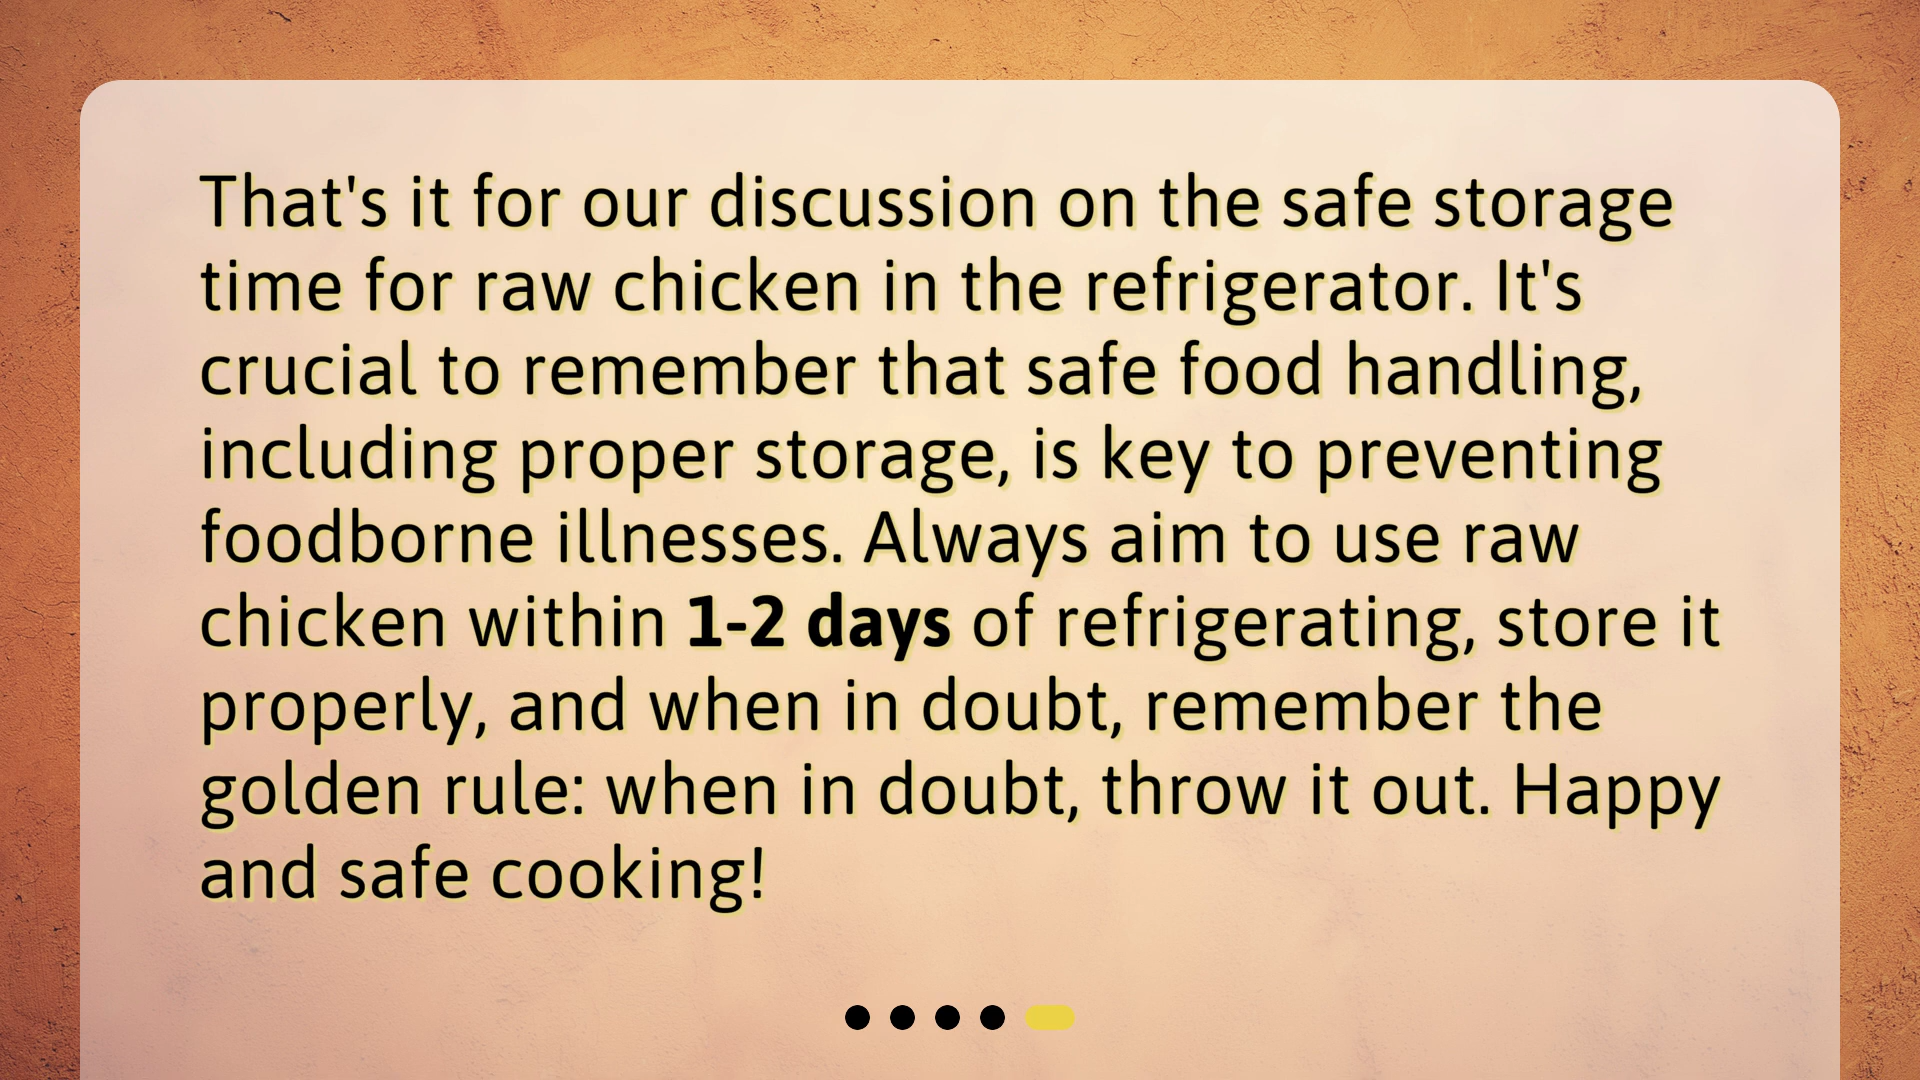 That's it for our discussion on the safe storage
time for raw chicken in the refrigerator. It's
crucial to remember that safe food handling,
including proper storage, is key to preventing
foodborne illnesses. Always aim to use raw
chicken within 1-2 days of refrigerating, store it
properly, and when in doubt, remember the
golden rule: when in doubt, throw it out. Happy
and safe cooking!